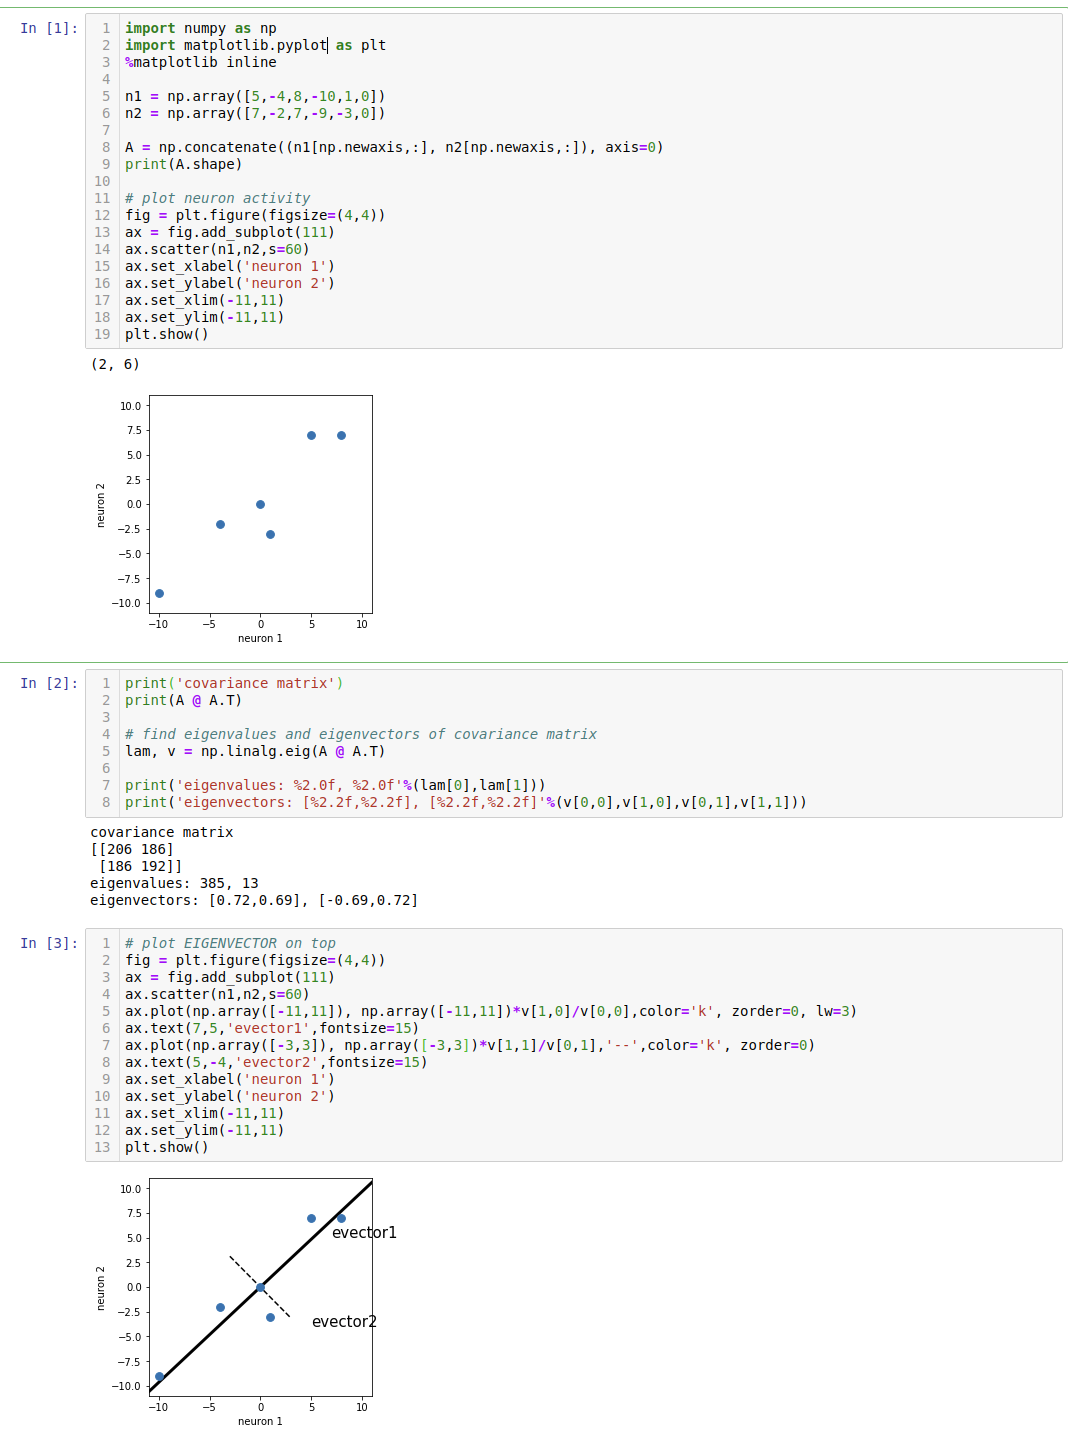 In [1]:
1 import numpy as np
2 import matplotlib.pyplot as plt
3 %matplotlib inline
4
5 n1 = np.array([5,-4,8,-10,1,0])
6 n2 = np.array([7,-2,7,-9,-3,0])
7
8 A = np.concatenate((n1[np.newaxis,:], n2[np.newaxis,:]), axis=0)
9 print(A.shape)
10
11 # plot neuron activity
12 fig = plt.figure(figsize=(4,4))
13 ax = fig.add_subplot(111)
14 ax.scatter(n1,n2,s=60)
15 ax.set_xlabel('neuron 1')
16 ax.set_ylabel('neuron 2')
17 ax.set_xlim(-11,11)
18 ax.set_ylim(-11,11)
19 plt.show()
(2, 6)
10.0
7.5
5.0
2.5
0.0
−2.5
−5.0
−7.5
−10.0
neuron 2
−10 −5 0 5 10
neuron 1
In [2]:
1 print('covariance matrix')
2 print(A @ A.T)
3
4 # find eigenvalues and eigenvectors of covariance matrix
5 lam, v = np.linalg.eig(A @ A.T)
6
7 print('eigenvalues: %2.0f, %2.0f'%(lam[0],lam[1]))
8 print('eigenvectors: [%2.2f,%2.2f], [%2.2f,%2.2f]'%(v[0,0],v[1,0],v[0,1],v[1,1]))
covariance matrix
[[206 186]
 [186 192]]
eigenvalues: 385, 13
eigenvectors: [0.72,0.69], [-0.69,0.72]
In [3]:
1 # plot EIGENVECTOR on top
2 fig = plt.figure(figsize=(4,4))
3 ax = fig.add_subplot(111)
4 ax.scatter(n1,n2,s=60)
5 ax.plot(np.array([-11,11]), np.array([-11,11])*v[1,0]/v[0,0],color='k', zorder=0, lw=3)
6 ax.text(7,5,'evector1',fontsize=15)
7 ax.plot(np.array([-3,3]), np.array([-3,3])*v[1,1]/v[0,1],'--',color='k', zorder=0)
8 ax.text(5,-4,'evector2',fontsize=15)
9 ax.set_xlabel('neuron 1')
10 ax.set_ylabel('neuron 2')
11 ax.set_xlim(-11,11)
12 ax.set_ylim(-11,11)
13 plt.show()
10.0
7.5
5.0
2.5
0.0
−2.5
−5.0
−7.5
−10.0
neuron 2
evector1
evector2
−10 −5 0 5 10
neuron 1